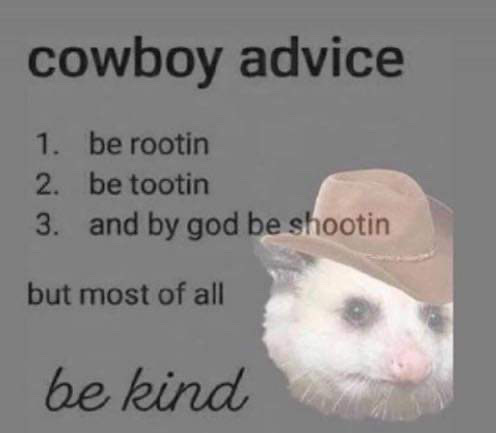 cowboy advice
1. be rootin
2. be tootin
3. and by god be shootin
but most of all
be kind